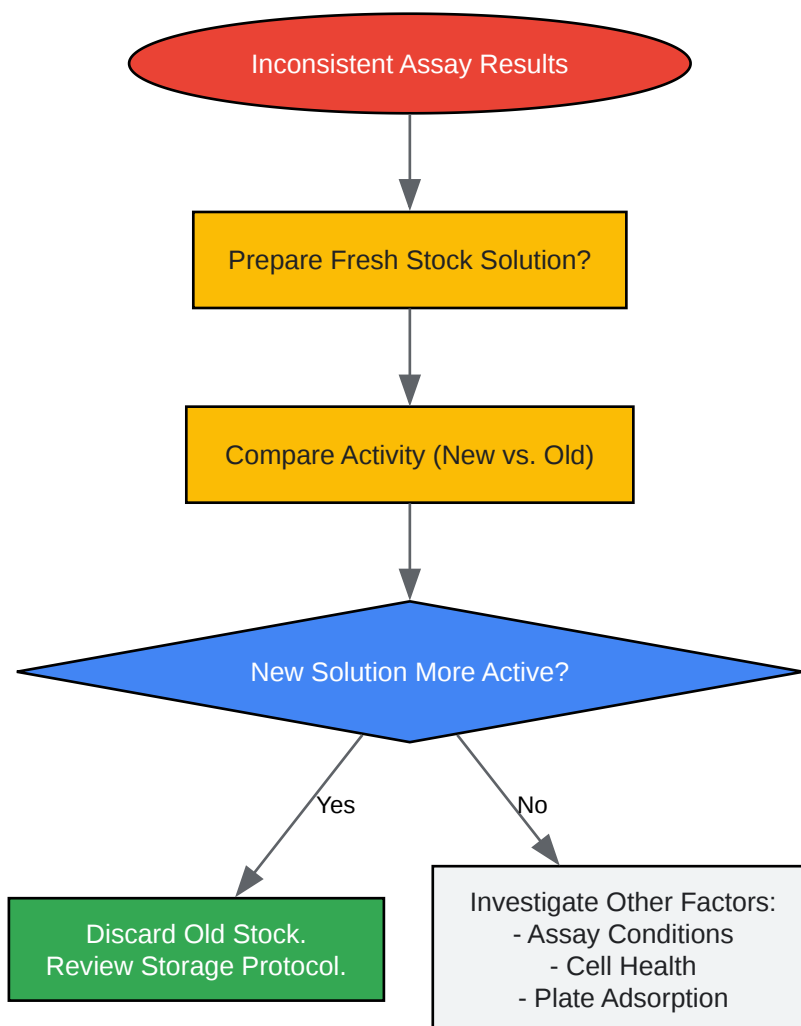 Inconsistent Assay Results
Prepare Fresh Stock Solution?
Compare Activity (New vs. Old)
New Solution More Active?
Yes
No
Discard Old Stock.
Review Storage Protocol.
Investigate Other Factors:
- Assay Conditions
- Cell Health
- Plate Adsorption